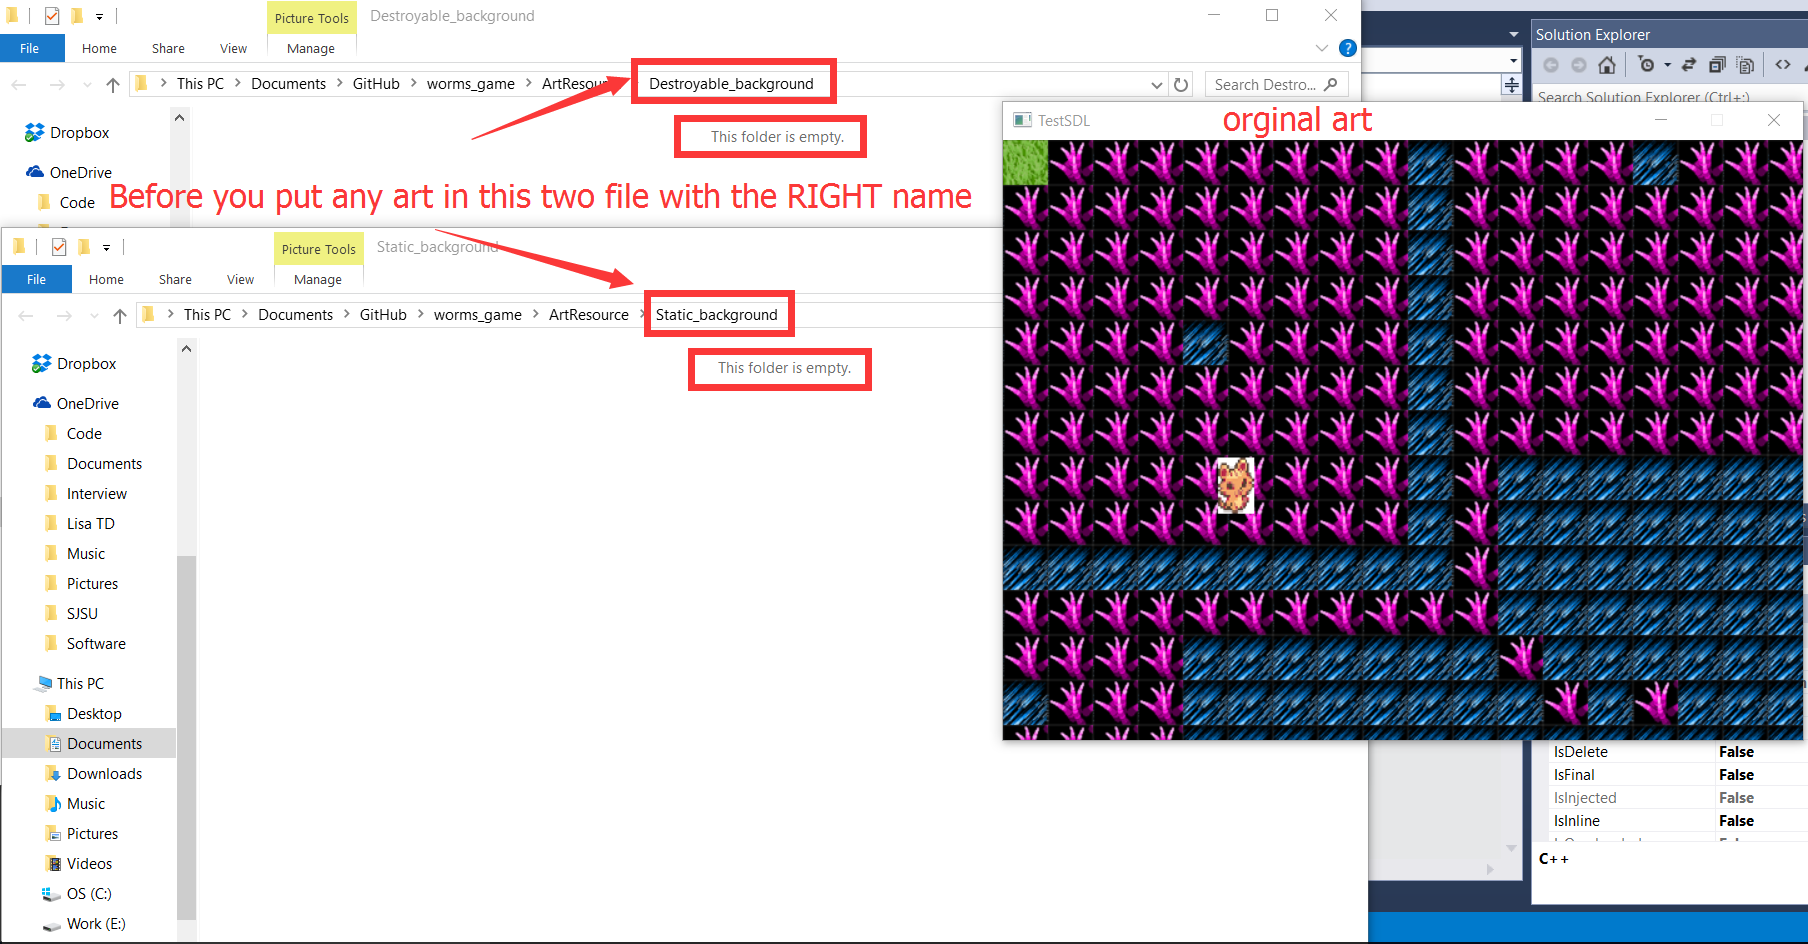 Picture Tools
Destroyable_background
File
Home
Share
View
Manage
This PC
Documents
GitHub
worms_game
Destroyable_background
Search Destro...
This folder is empty.
Dropbox
OneDrive
Code
Before you put any art in this two file with the RIGHT name
Picture Tools
Static_background
File
Home
Share
View
Manage
This PC
Documents
GitHub
worms_game
ArtResource
Static_background
This folder is empty.
Dropbox
OneDrive
Code
Documents
Interview
Lisa TD
Music
Pictures
SJSU
Software
This PC
Desktop
Documents
Downloads
Music
Pictures
Videos
OS (C:)
Work (E:)
Solution Explorer
Search Solution Explorer (Ctrl+;)
TestSDL
orginal art
IsDelete False
IsFinal False
IsInjected False
IsInline False
C++